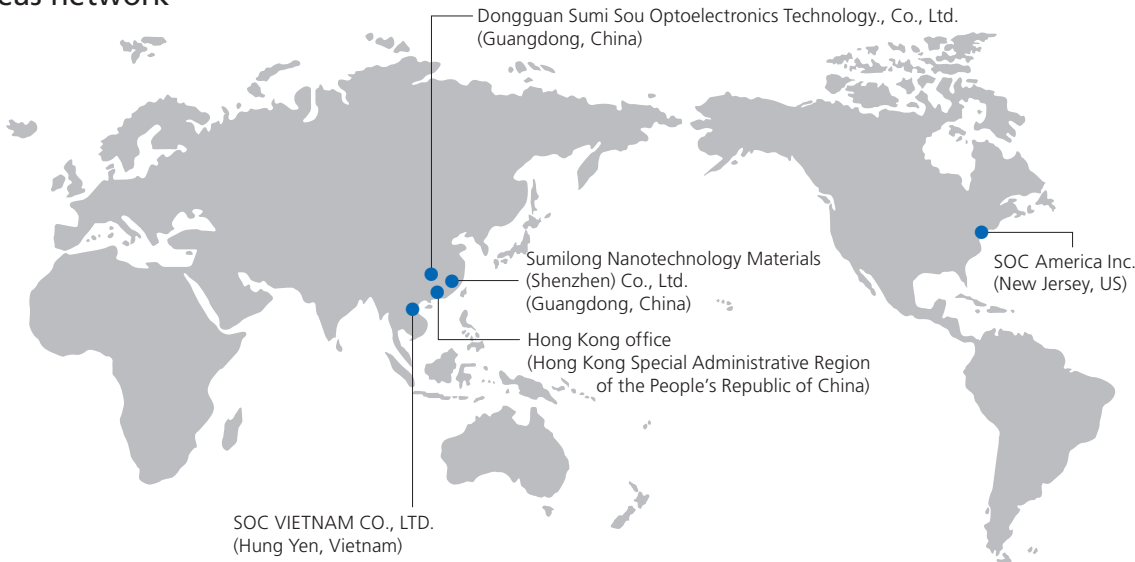 network
Dongguan Sumi Sou Optoelectronics Technology., Co., Ltd.
(Guangdong, China)
Sumilong Nanotechnology Materials
(Shenzhen) Co., Ltd.
(Guangdong, China)
SOC America Inc.
(New Jersey, US)
Hong Kong office
(Hong Kong Special Administrative Region
of the People’s Republic of China)
SOC VIETNAM CO., LTD.
(Hung Yen, Vietnam)